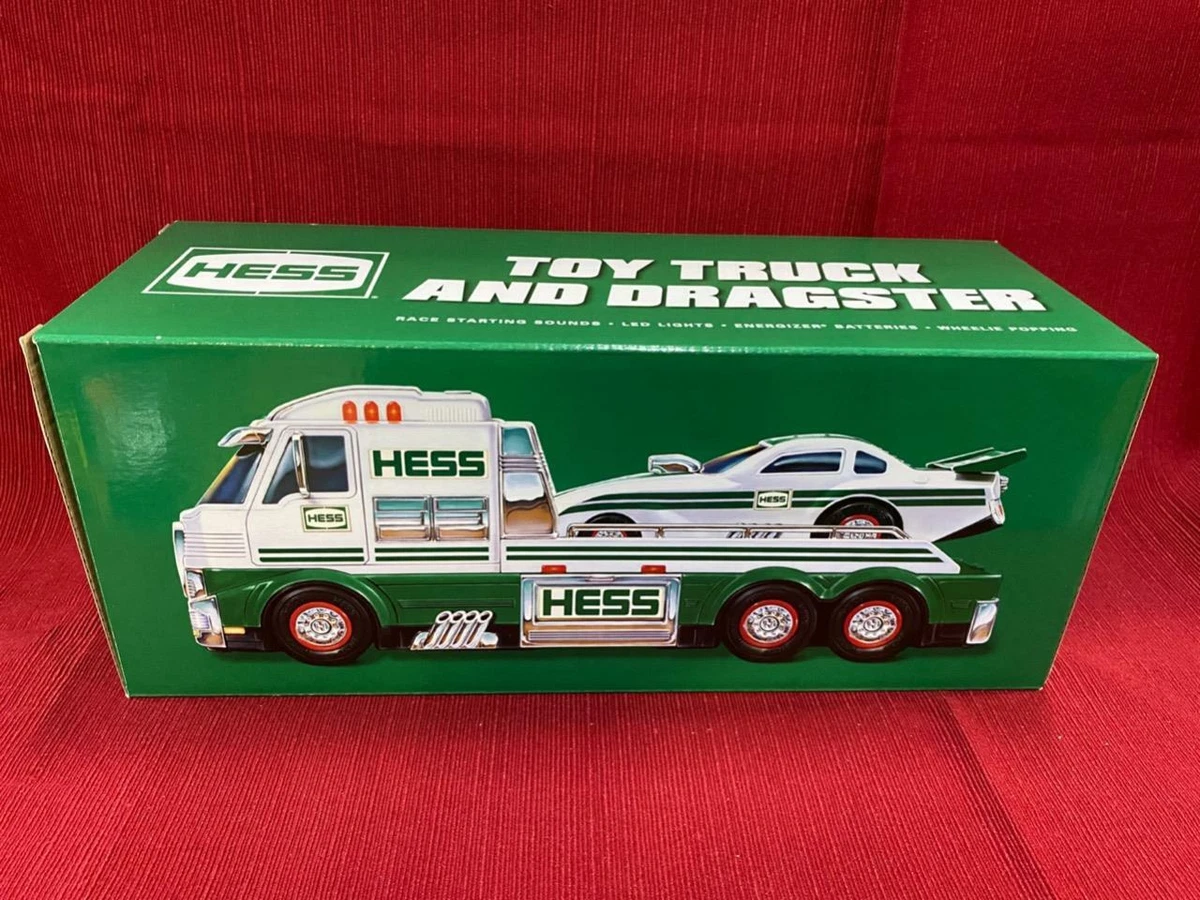 HESS
TOY TRUCK
AND DRAGSTER
RACE STARTING SOUNDS • LED LIGHTS • ENERGIZER® BATTERIES • WHEELIE POPPING
HESS
HESS
HESS
HESS